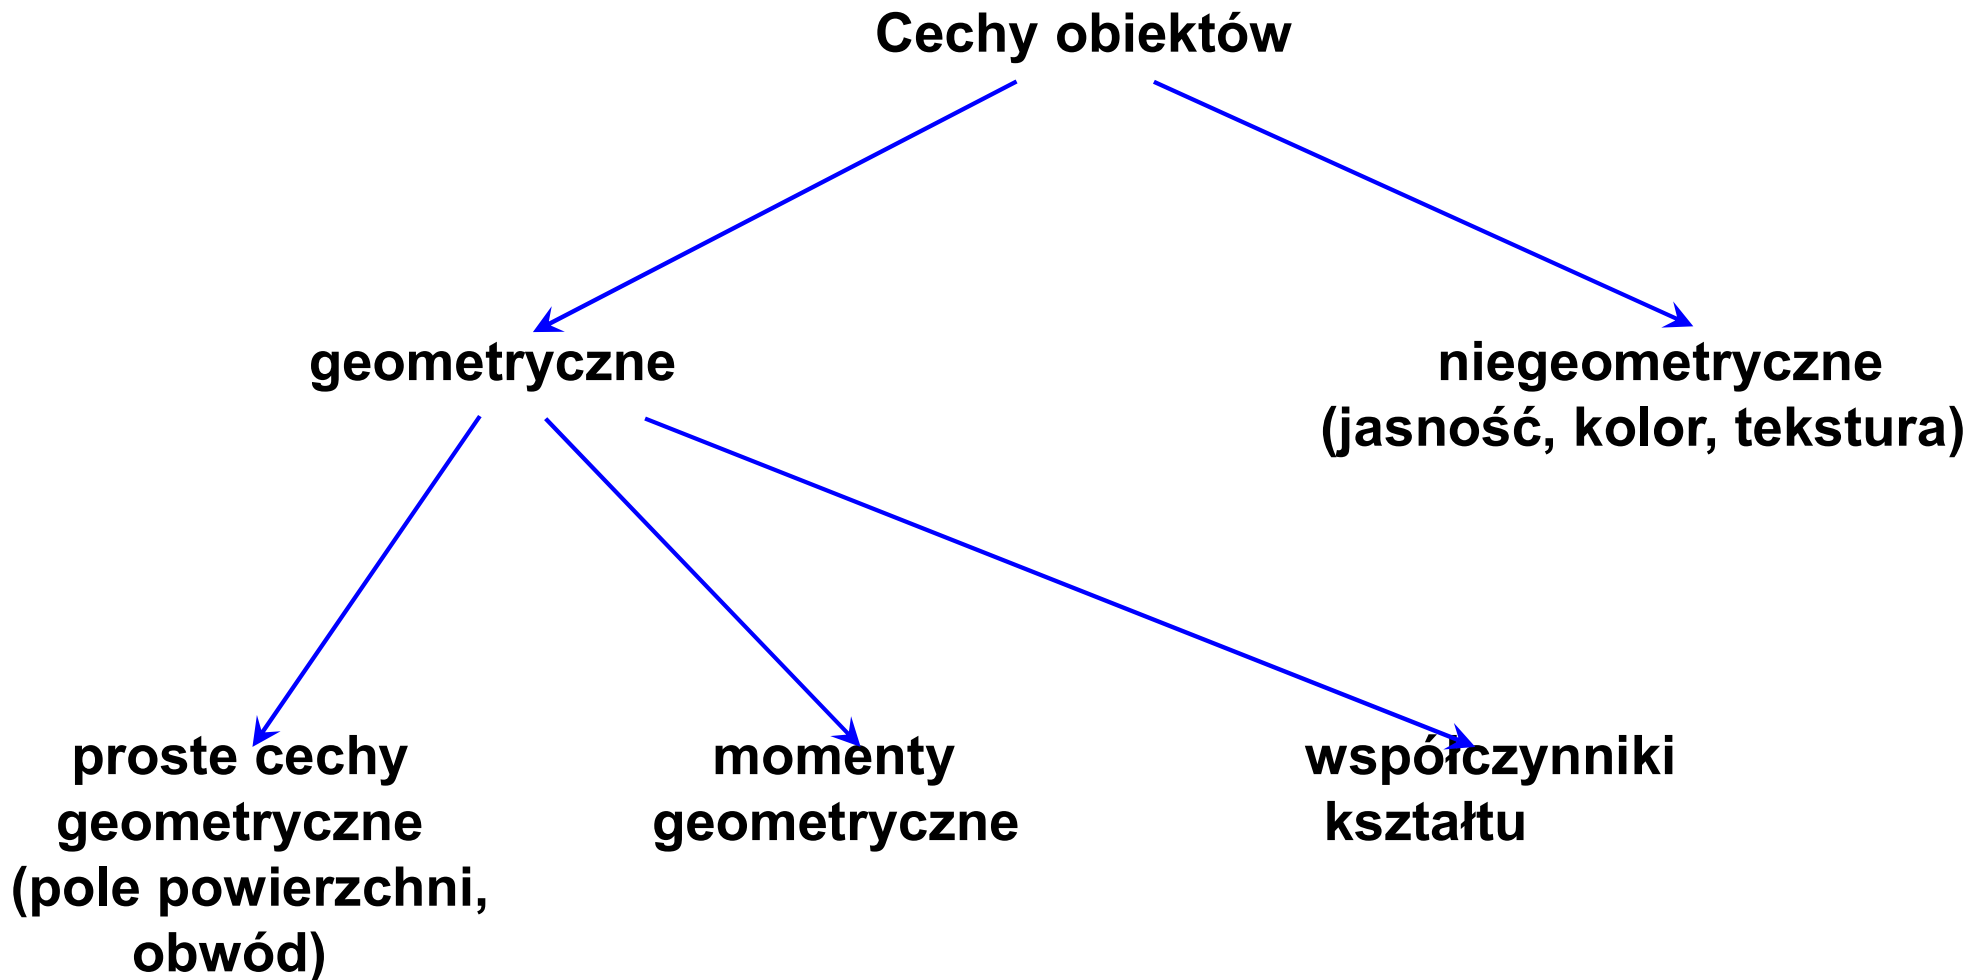 Cechy obiektów
geometryczne
niegeometryczne
(jasność, kolor, tekstura)
proste cechy
geometryczne
(pole powierzchni,
obwód)
momenty
geometryczne
współczynniki
kształtu